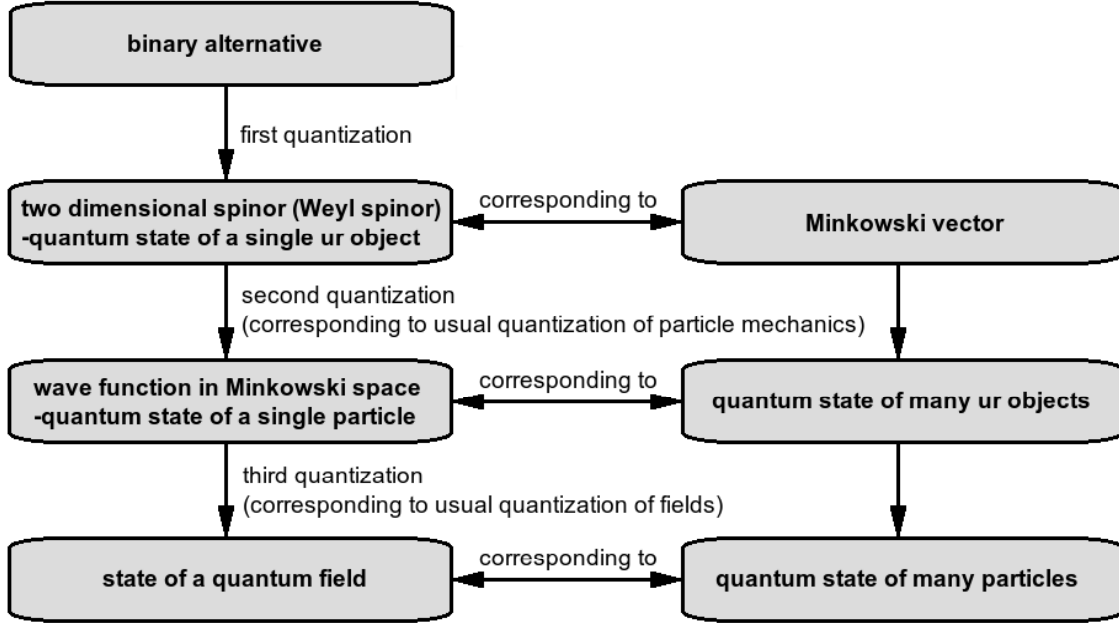 binary alternative
first quantization
two dimensional spinor (Weyl spinor)
-quantum state of a single ur object
corresponding to
Minkowski vector
second quantization
(corresponding to usual quantization of particle mechanics)
wave function in Minkowski space
-quantum state of a single particle
corresponding to
quantum state of many ur objects
third quantization
(corresponding to usual quantization of fields)
state of a quantum field
corresponding to
quantum state of many particles